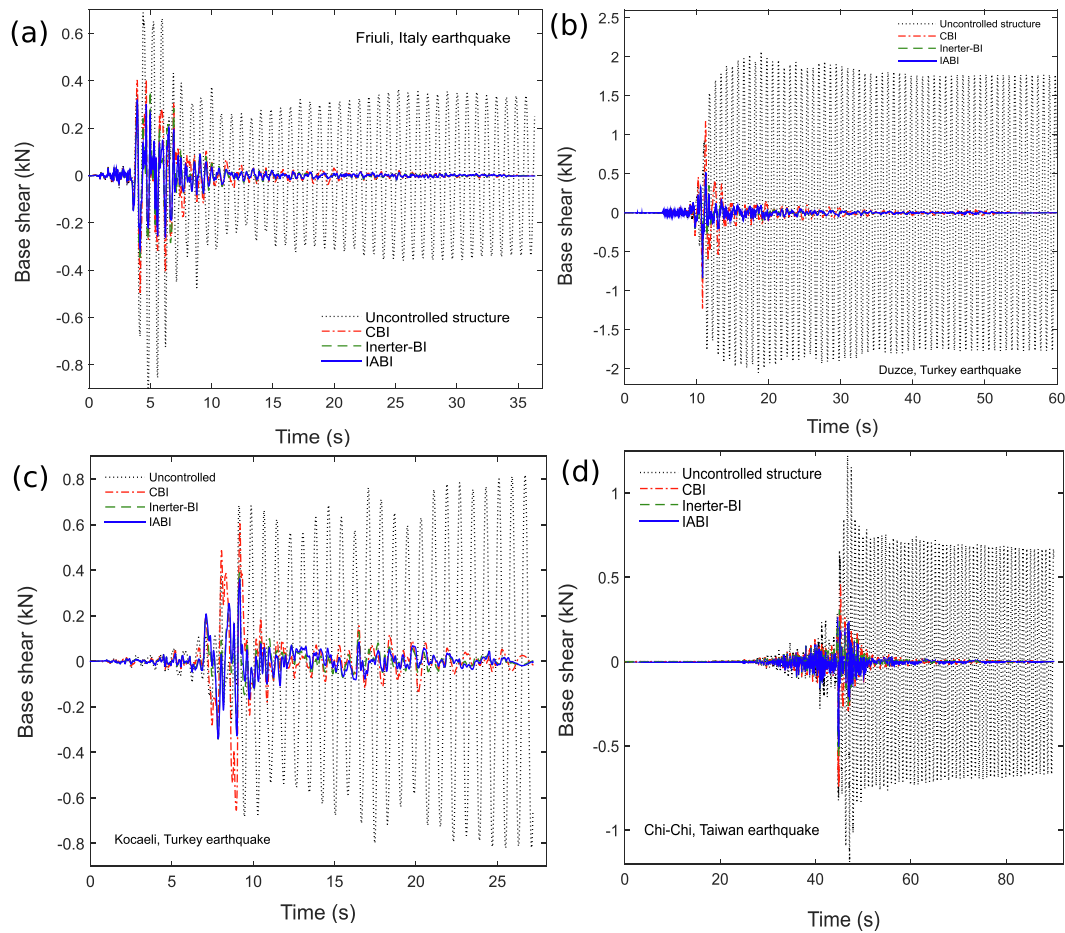 (a)
Friuli, Italy earthquake
0.6
0.4
0.2
0
-0.2
-0.4
-0.6
-0.8
Base shear (kN)
Uncontrolled structure
CBI
Inerter-BI
IABI
0 5 10 15 20 25 30 35
Time (s)
(b)
Uncontrolled structure
CBI
Inerter-BI
IABI
2.5
2
1.5
1
0.5
0
-0.5
-1
-1.5
-2
Base shear (kN)
Duzce, Turkey earthquake
0 10 20 30 40 50 60
Time (s)
(c)
Uncontrolled
CBI
Inerter-BI
IABI
0.8
0.6
0.4
0.2
0
-0.2
-0.4
-0.6
-0.8
Base shear (kN)
Kocaeli, Turkey earthquake
0 5 10 15 20 25
Time (s)
(d)
Uncontrolled structure
CBI
Inerter-BI
IABI
1
0.5
0
-0.5
-1
Base shear (kN)
Chi-Chi, Taiwan earthquake
0 20 40 60 80
Time (s)